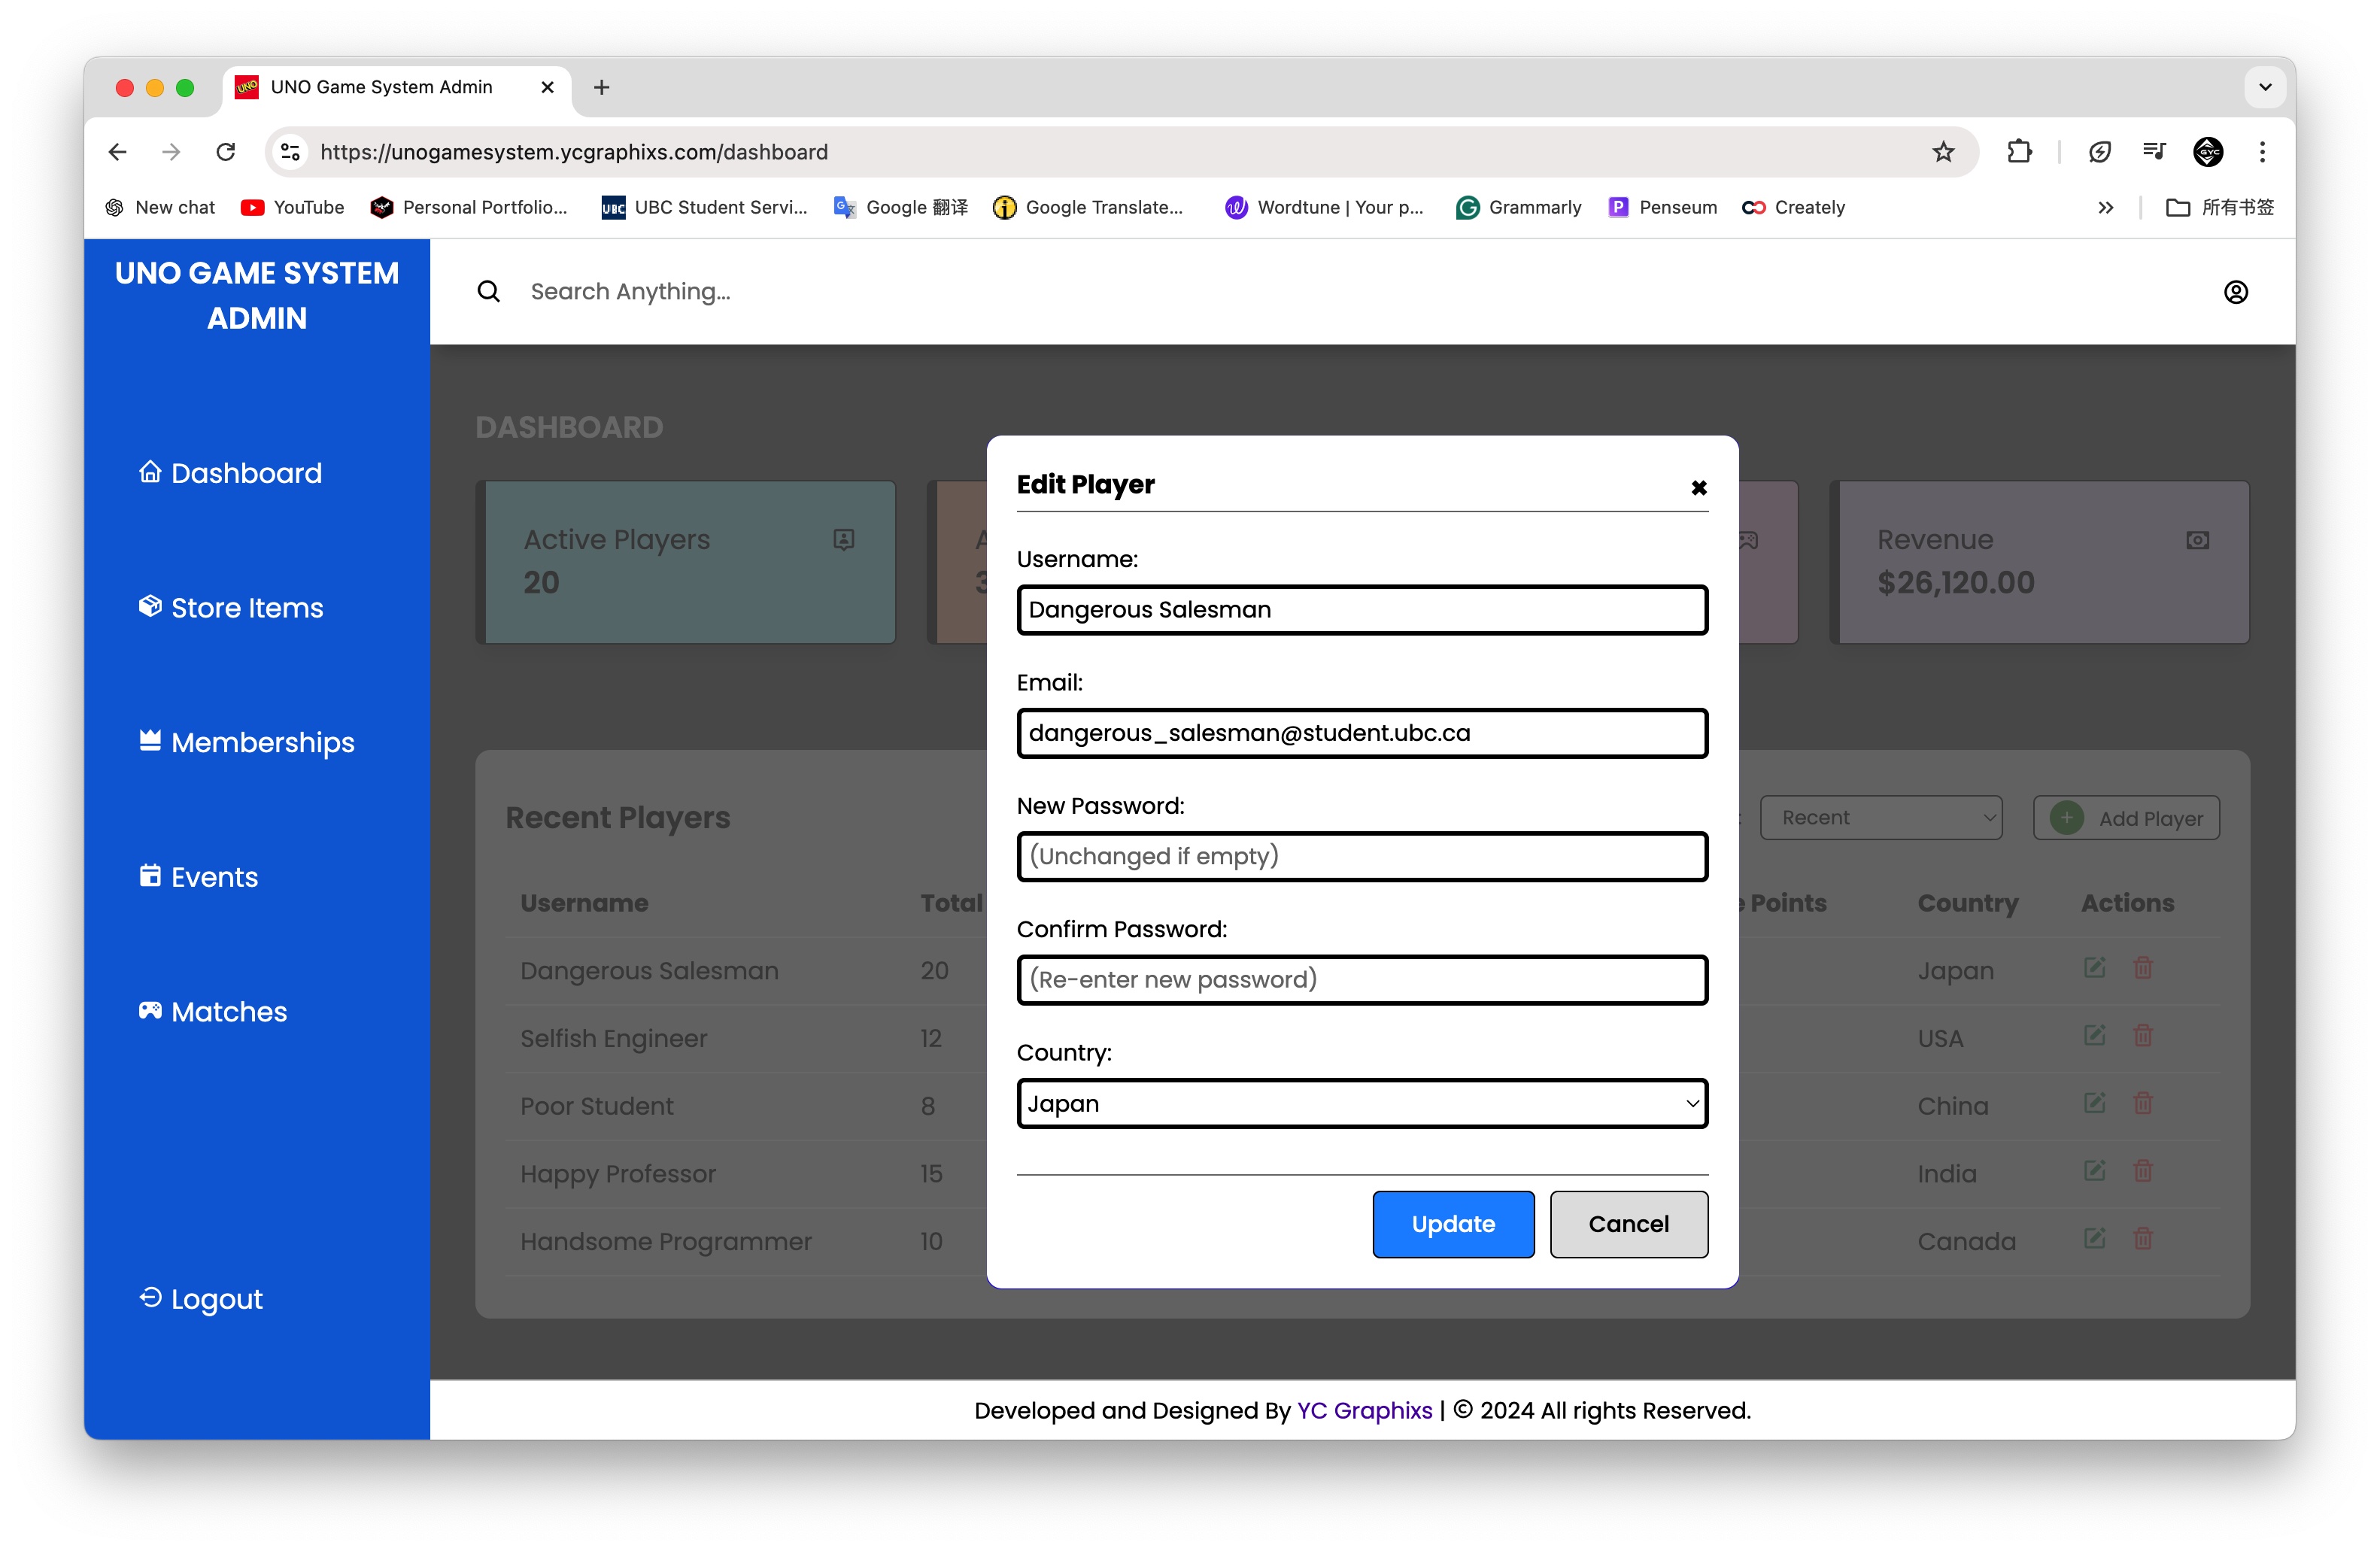 UNO Game System Admin
https://unogamesystem.ycgraphixs.com/dashboard
New chat
YouTube
Personal Portfolio...
UBC
UBC Student Servi...
Google 翻译
Google Translate...
Wordtune | Your p...
Grammarly
Penseum
Creately
所有书签
UNO GAME SYSTEM
ADMIN
Search Anything...
Dashboard
Store Items
Memberships
Events
Matches
Logout
DASHBOARD
Active Players
20
Revenue
$26,120.00
Edit Player
Username:
Dangerous Salesman
Email:
dangerous_salesman@student.ubc.ca
New Password:
(Unchanged if empty)
Confirm Password:
(Re-enter new password)
Country:
Japan
Update
Cancel
Recent Players
Recent
Add Player
Username Total Points Country Actions
Dangerous Salesman 20 Japan
Selfish Engineer 12 USA
Poor Student 8 China
Happy Professor 15 India
Handsome Programmer 10 Canada
Developed and Designed By YC Graphixs | © 2024 All rights Reserved.